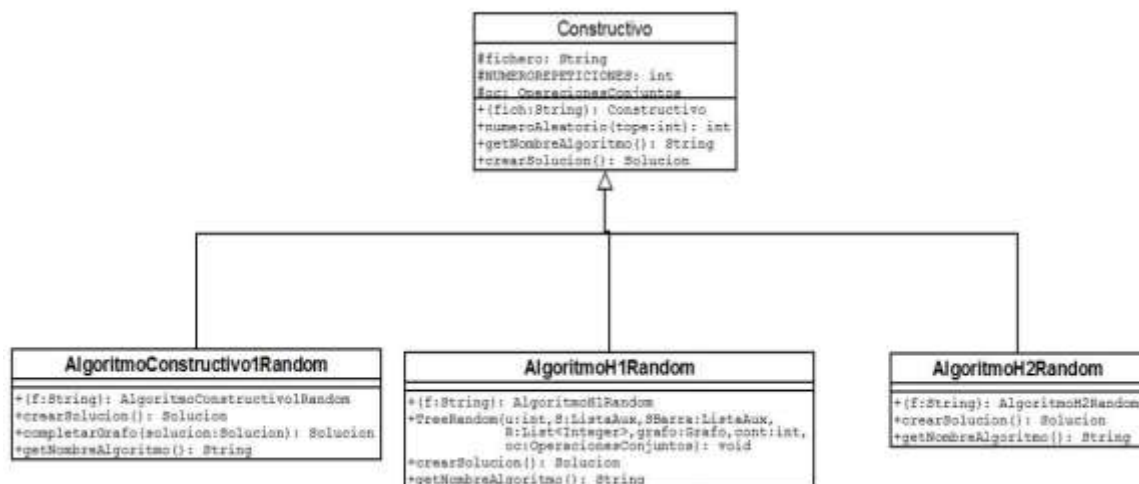 Constructivo
#fichero: String
#NUMEROREPETICIONES: int
#oc: OperacionesConjuntos
+(fich:String): Constructivo
+numeroAleatorio(tope:int): int
+getNombreAlgoritmo(): String
+crearSolucion(): Solucion
AlgoritmoConstructivo1Random
+(f:String): AlgoritmoConstructivo1Random
+crearSolucion(): Solucion
+completarGrafo(solucion:Solucion): Solucion
+getNombreAlgoritmo(): String
AlgoritmoH1Random
+(f:String): AlgoritmoH1Random
+TreeRandom(u:int,S:ListaAux,SBarra:ListaAux,
R:List<Integer>,grafo:Grafo,cont:int,
oc:OperacionesConjuntos): void
+crearSolucion(): Solucion
+getNombreAlgoritmo(): String
AlgoritmoH2Random
+(f:String): AlgoritmoH2Random
+crearSolucion(): Solucion
+getNombreAlgoritmo(): String